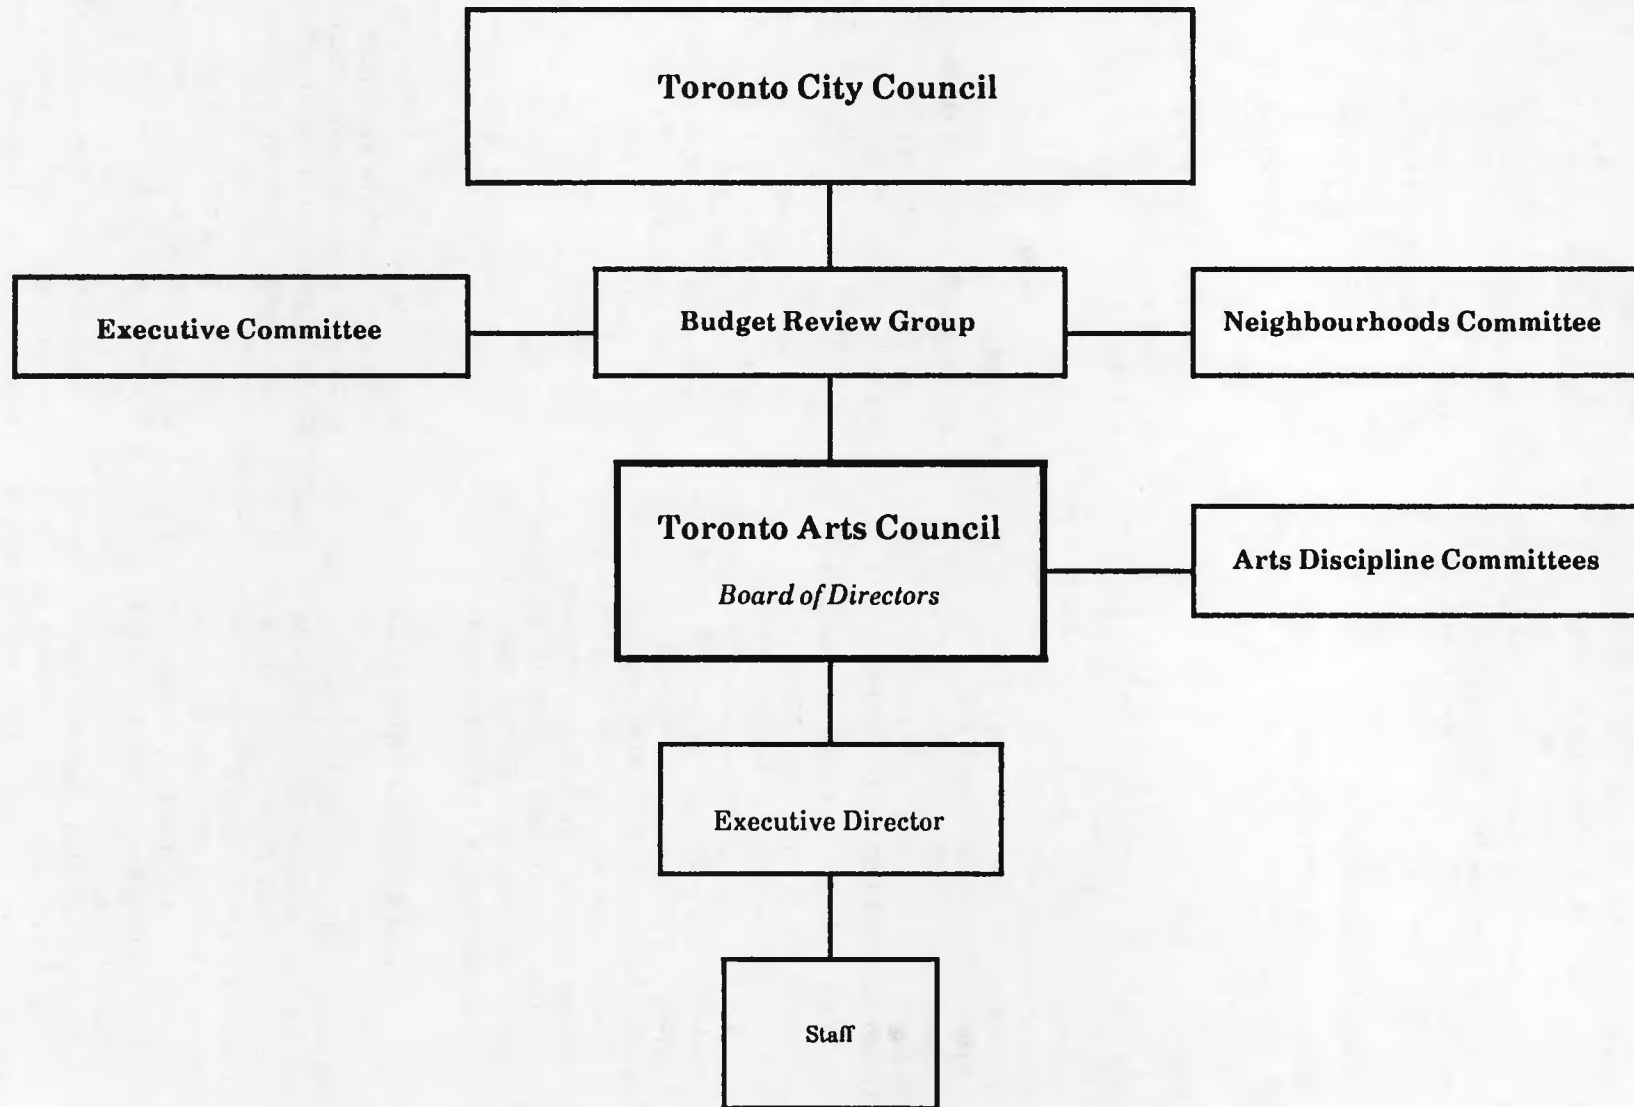 Toronto City Council
Executive Committee
Budget Review Group
Neighbourhoods Committee
Toronto Arts Council
Board of Directors
Arts Discipline Committees
Executive Director
Staff